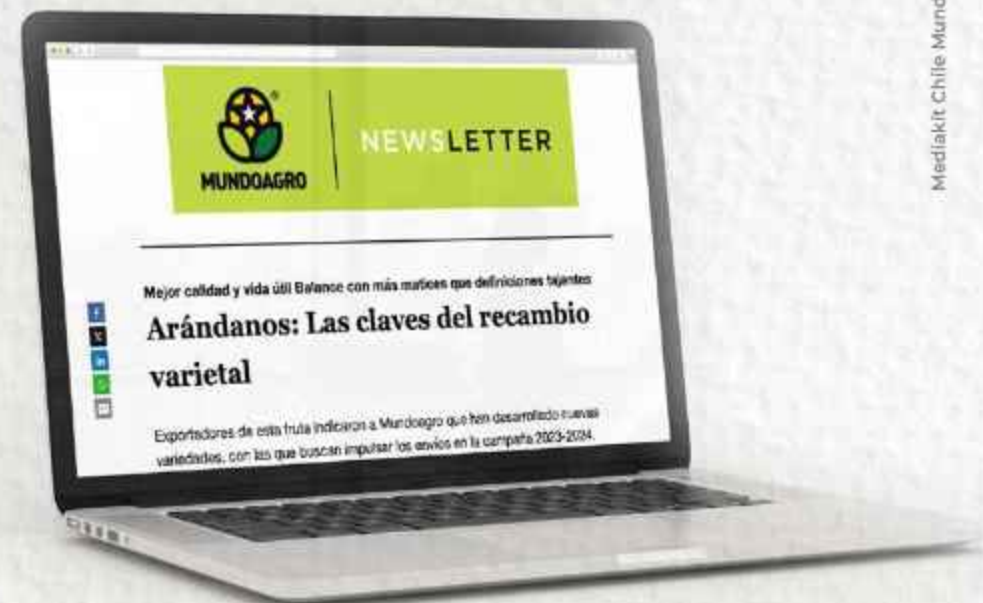 MUNDOAGRO
NEWSLETTER
Mejor calidad y vida útil Balance con más matices que definiciones tajantes
Arándanos: Las claves del recambio
varietal
Exportadores de esta fruta indicaron a Mundoagro que han desarrollado nuevas
variedades, con las que buscan impulsar los envíos en la campaña 2023-2024.
Mediakit Chile Mund